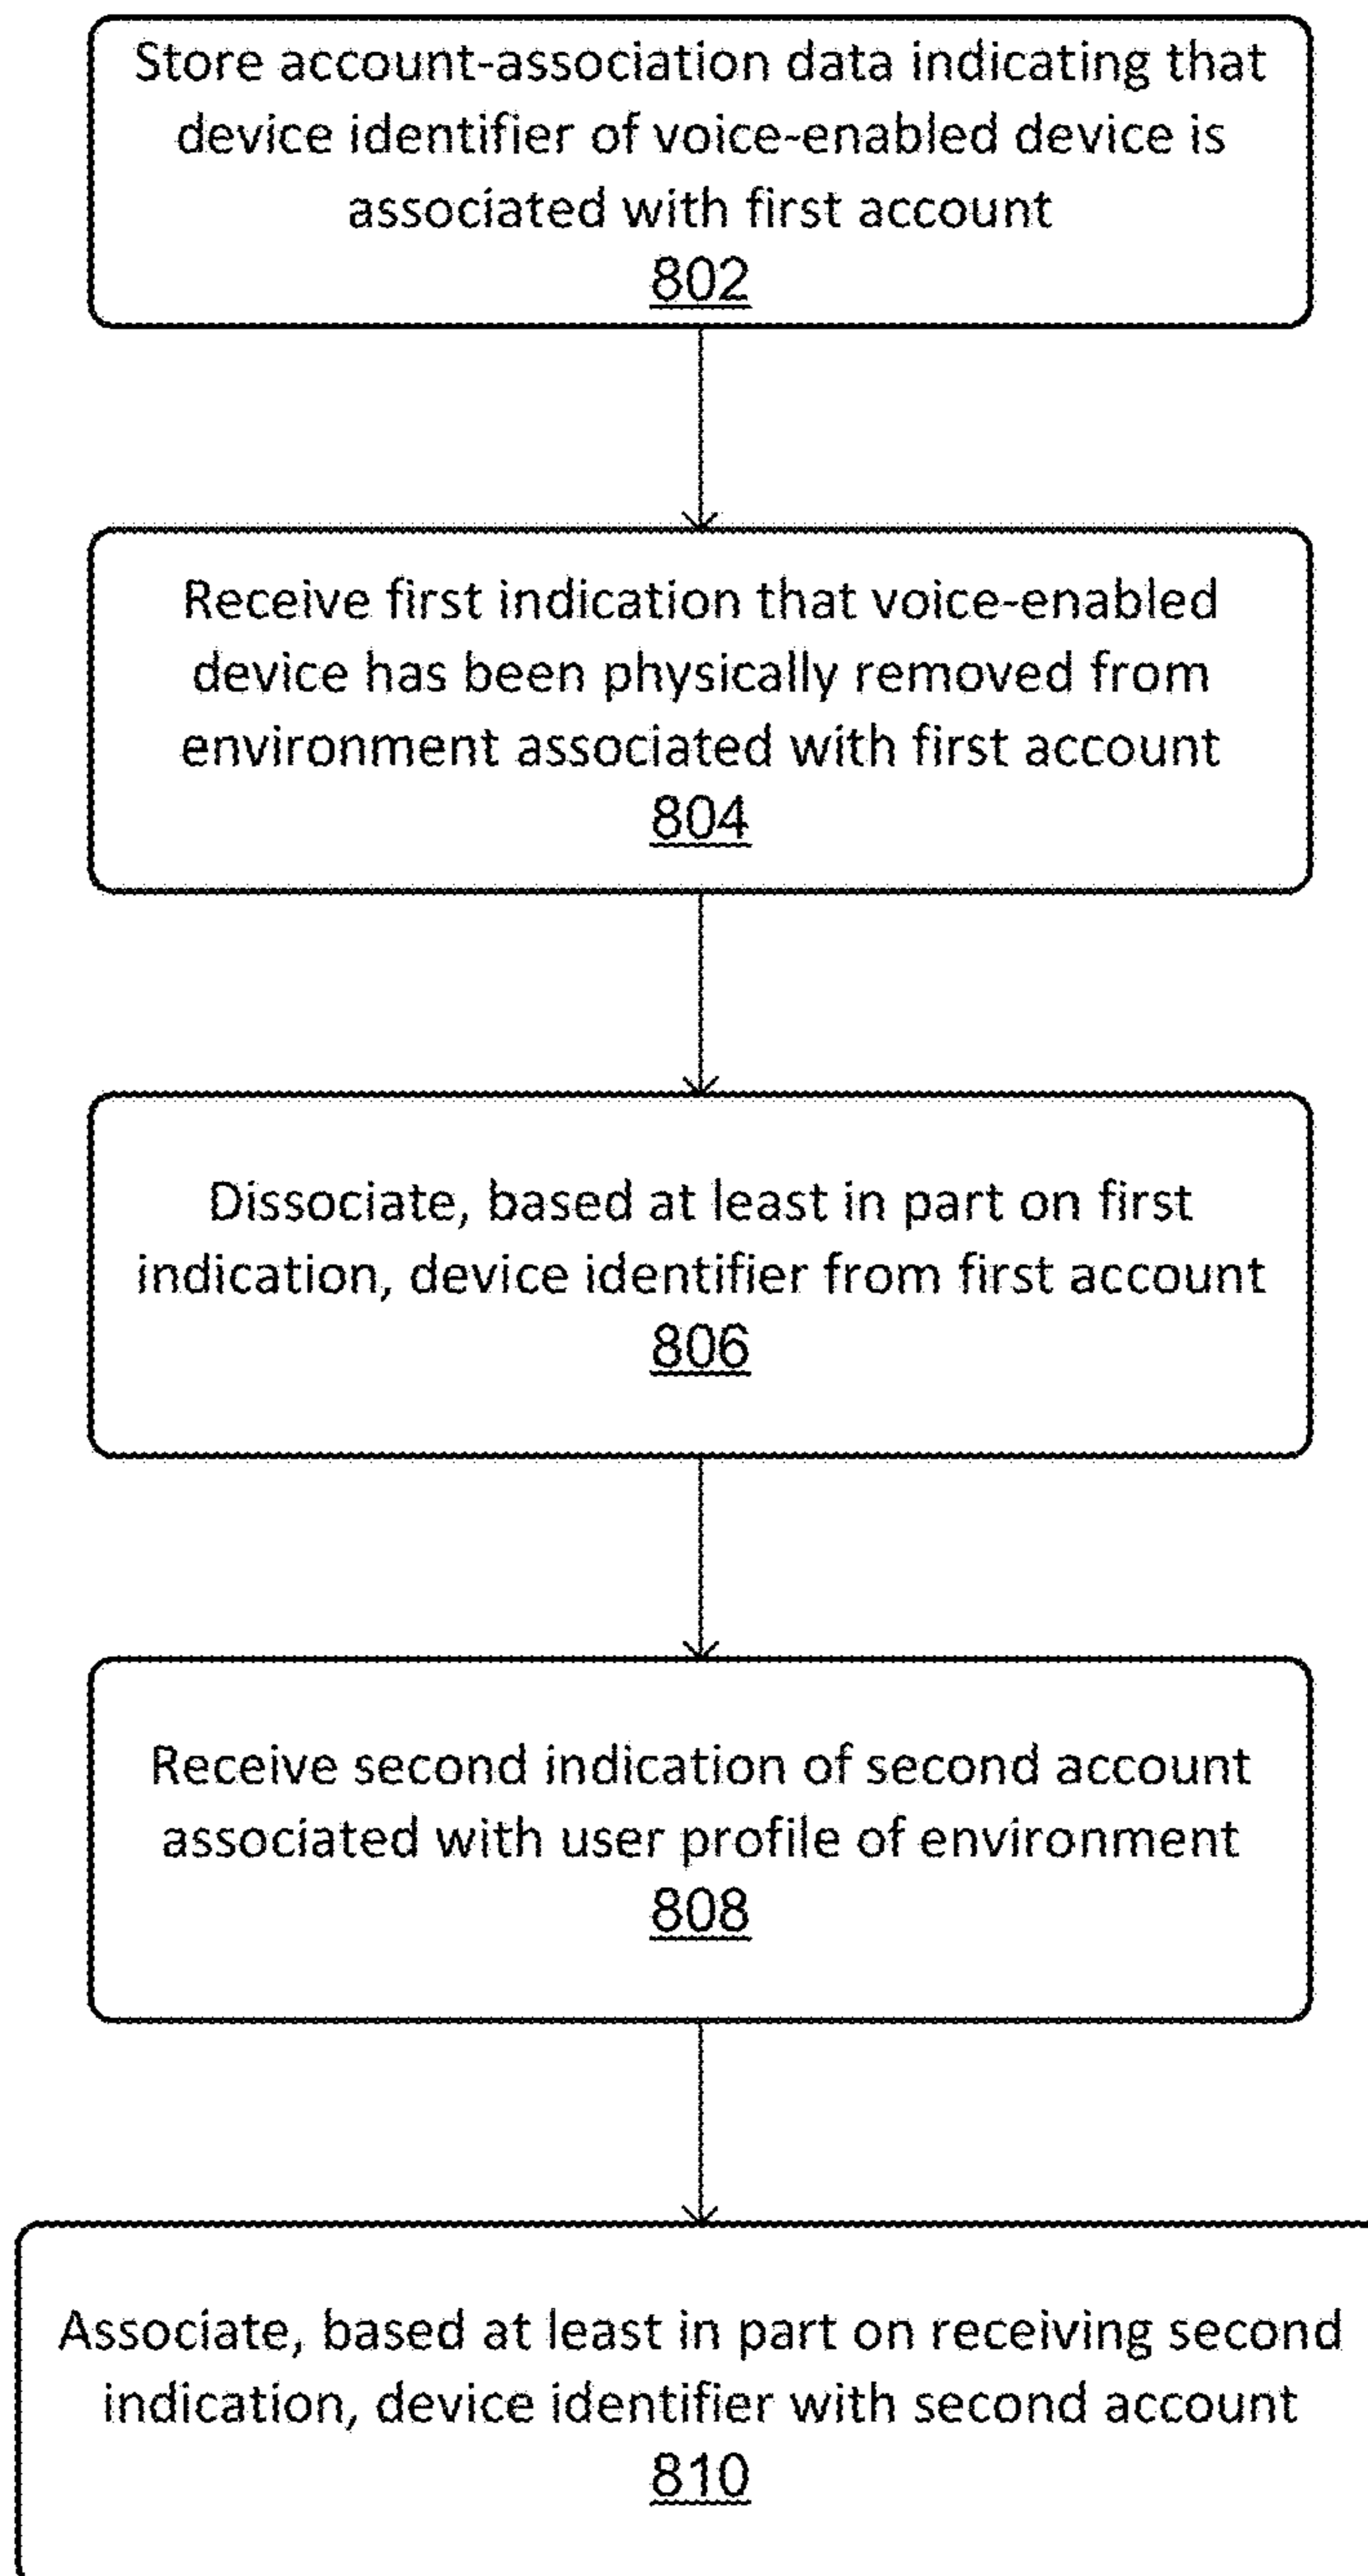 Store account-association data indicating that
device identifier of voice-enabled device is
associated with first account
802
Receive first indication that voice-enabled
device has been physically removed from
environment associated with first account
804
Dissociate, based at least in part on first
indication, device identifier from first account
806
Receive second indication of second account
associated with user profile of environment
808
Associate, based at least in part on receiving second
indication, device identifier with second account
810